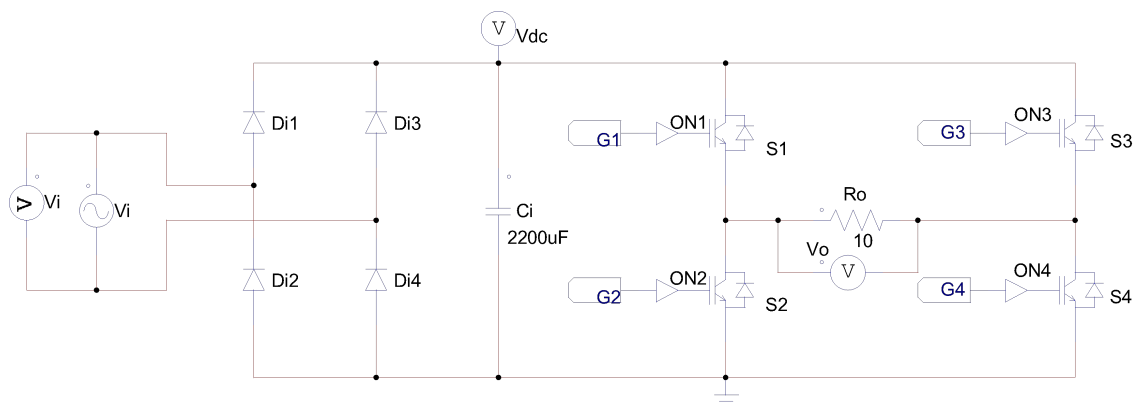 V
Vdc
Di1
Di3
ON1
ON3
G1
G3
S1
S3
V
Vi
Vi
Ro
Ci
10
2200uF
Vo
V
Di2
Di4
ON2
ON4
G2
G4
S2
S4